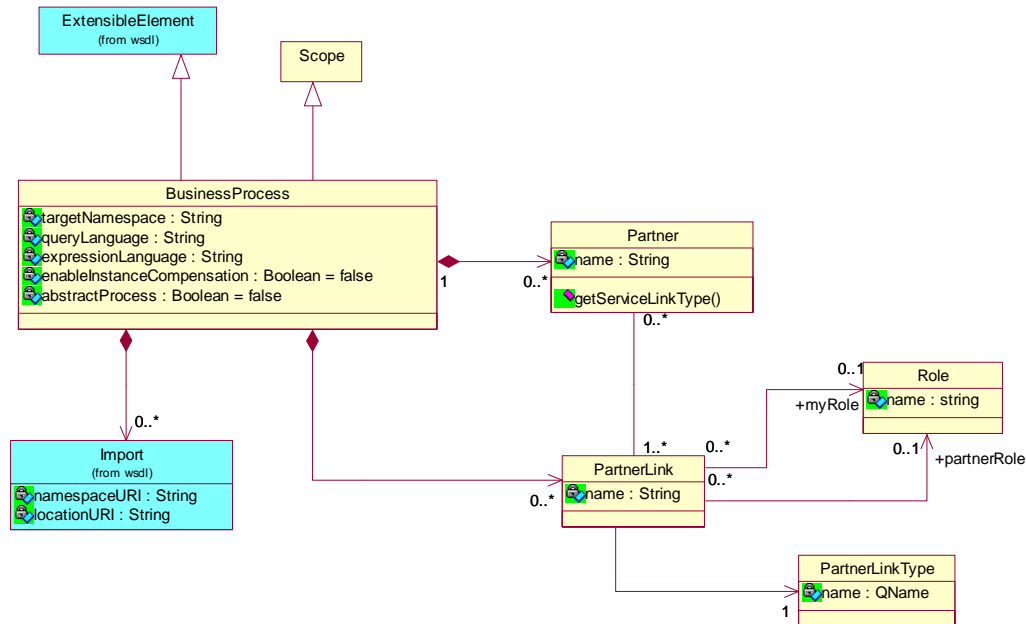 ExtensibleElement
(from wsdl)
Scope
BusinessProcess
targetNamespace : String
queryLanguage : String
expressionLanguage : String
enableInstanceCompensation : Boolean = false
abstractProcess : Boolean = false
1
0..*
Partner
name : String
getServiceLinkType()
0..*
0..*
Import
(from wsdl)
namespaceURI : String
locationURI : String
0..*
1..*
PartnerLink
name : String
0..*
0..*
0..1
+myRole
Role
name : string
0..1
+partnerRole
PartnerLinkType
name : QName
1